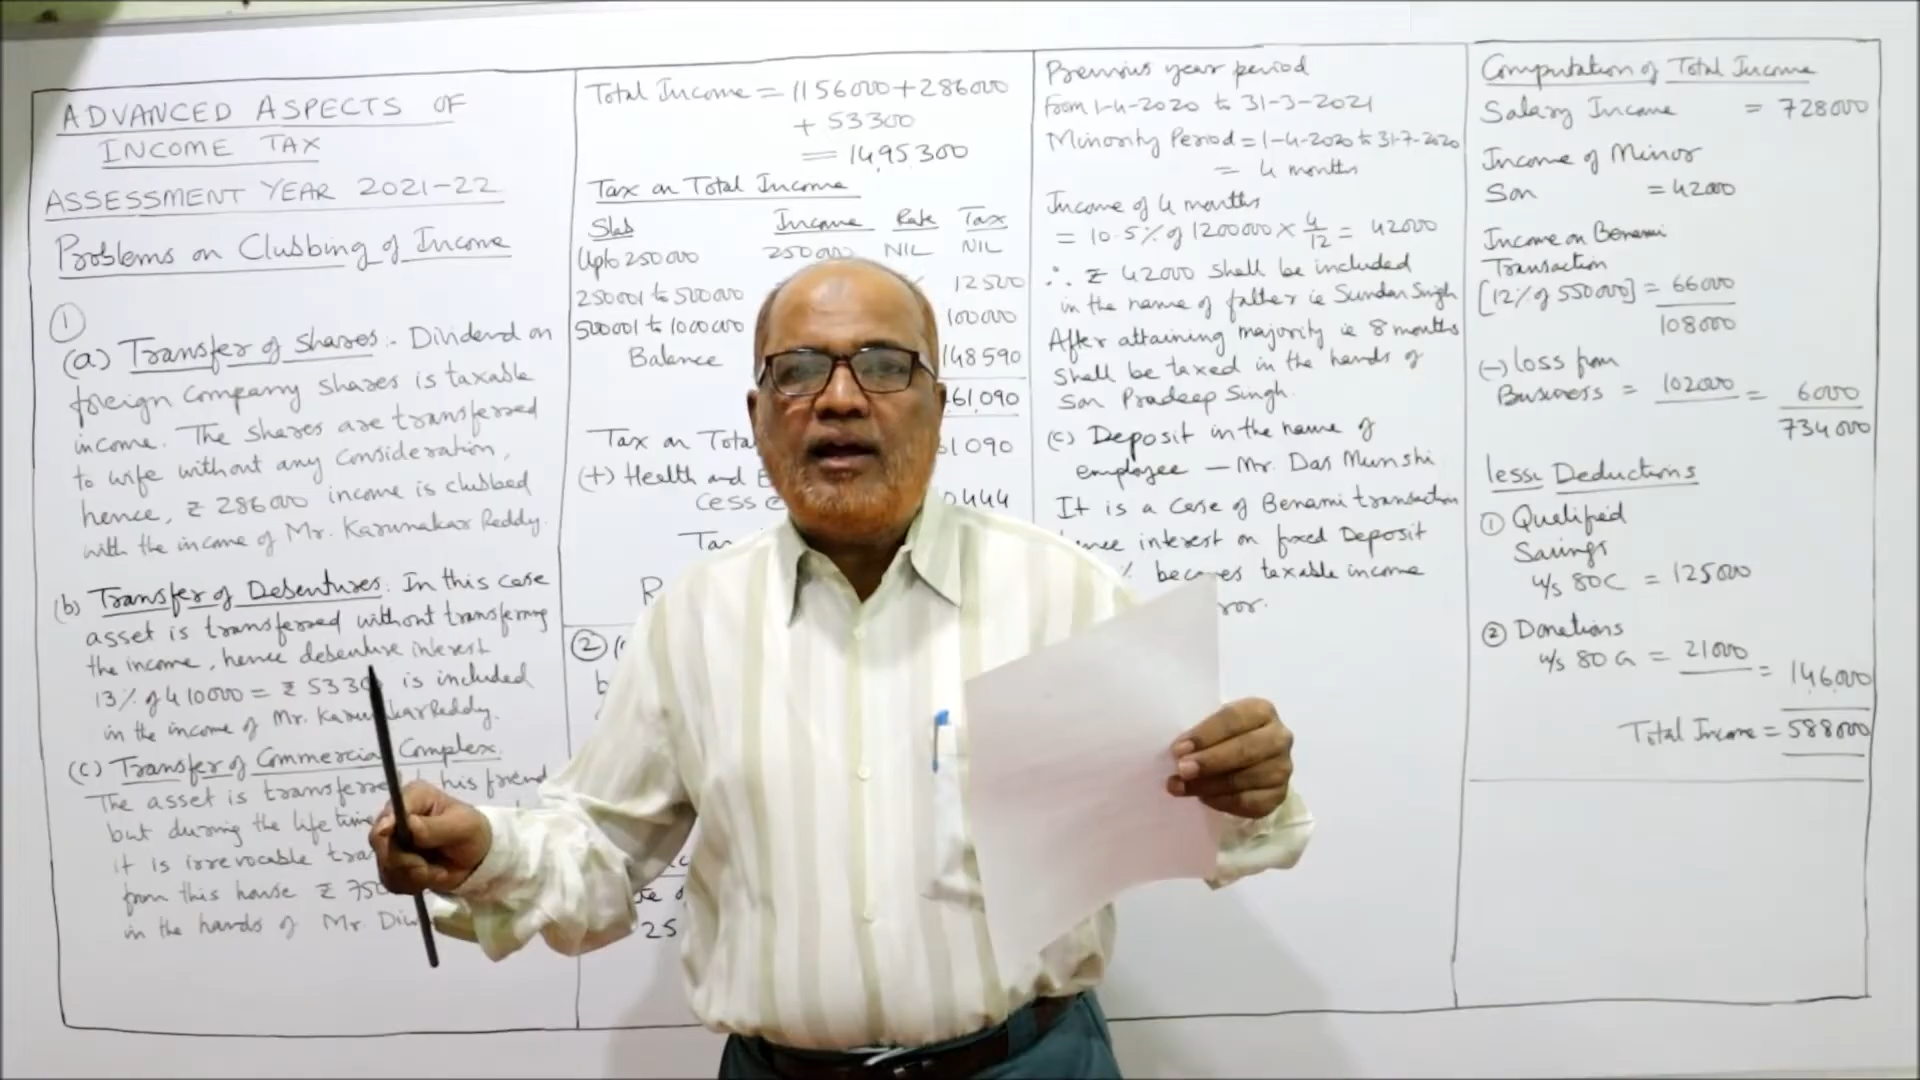 ADVANCED ASPECTS OF
INCOME TAX
ASSESSMENT YEAR 2021-22
Problems on Clubbing of Income
①
(a) Transfer of Shares:- Dividend on
foreign Company shares is taxable
income. The shares are transferred
to wife without any consideration,
hence, ₹ 286000 income is clubbed
with the income of Mr. Karunakar Reddy.
(b) Transfer of Debentures: In this case
asset is transferred without transferring
the income, hence debenture interest
13% of 410000 = ₹ 5330 is included
in the income of Mr. Karunakar Reddy.
(c) Transfer of Commercial Complex.
The asset is transferred his friend
but during the life time
it is irrevocable
from this house ₹
in the hands of Mr.
Total Income = 1156000 + 286000
+ 53300
= 1495300
Tax on Total Income
Slab Income Rate Tax
Upto 250000 250000 NIL NIL
250001 to 500000 % 12500
500001 to 1000000 100000
Balance 148590
61,090
Tax on Total 61090
(+) Health and
Cess 0444
②
25
Previous year period
from 1-4-2020 to 31-3-2021
Minority Period = 1-4-2020 to 31-7-2020
= 4 months
Income of 4 months
= 10.5% of 1200000 × 4/12 = 42000
∴ ₹ 42000 shall be included
in the name of father ie Sundar Singh
After attaining majority ie 8 months
shall be taxed in the hands of
Son Pradeep Singh.
(c) Deposit in the name of
employee — Mr. Das Munshi
It is a case of Benami transaction
interest on fixed Deposit
% becomes taxable income
Computation of Total Income
Salary Income = 728000
Income of Minor
Son = 42000
Income on Benami
Transaction
[12% of 550000] = 66000
108000
(-) loss from
Business = 102000 = 6000
734000
less: Deductions
① Qualified
Savings
u/s 80C = 125000
② Donations
u/s 80G = 21000 = 146,000
Total Income = 588000